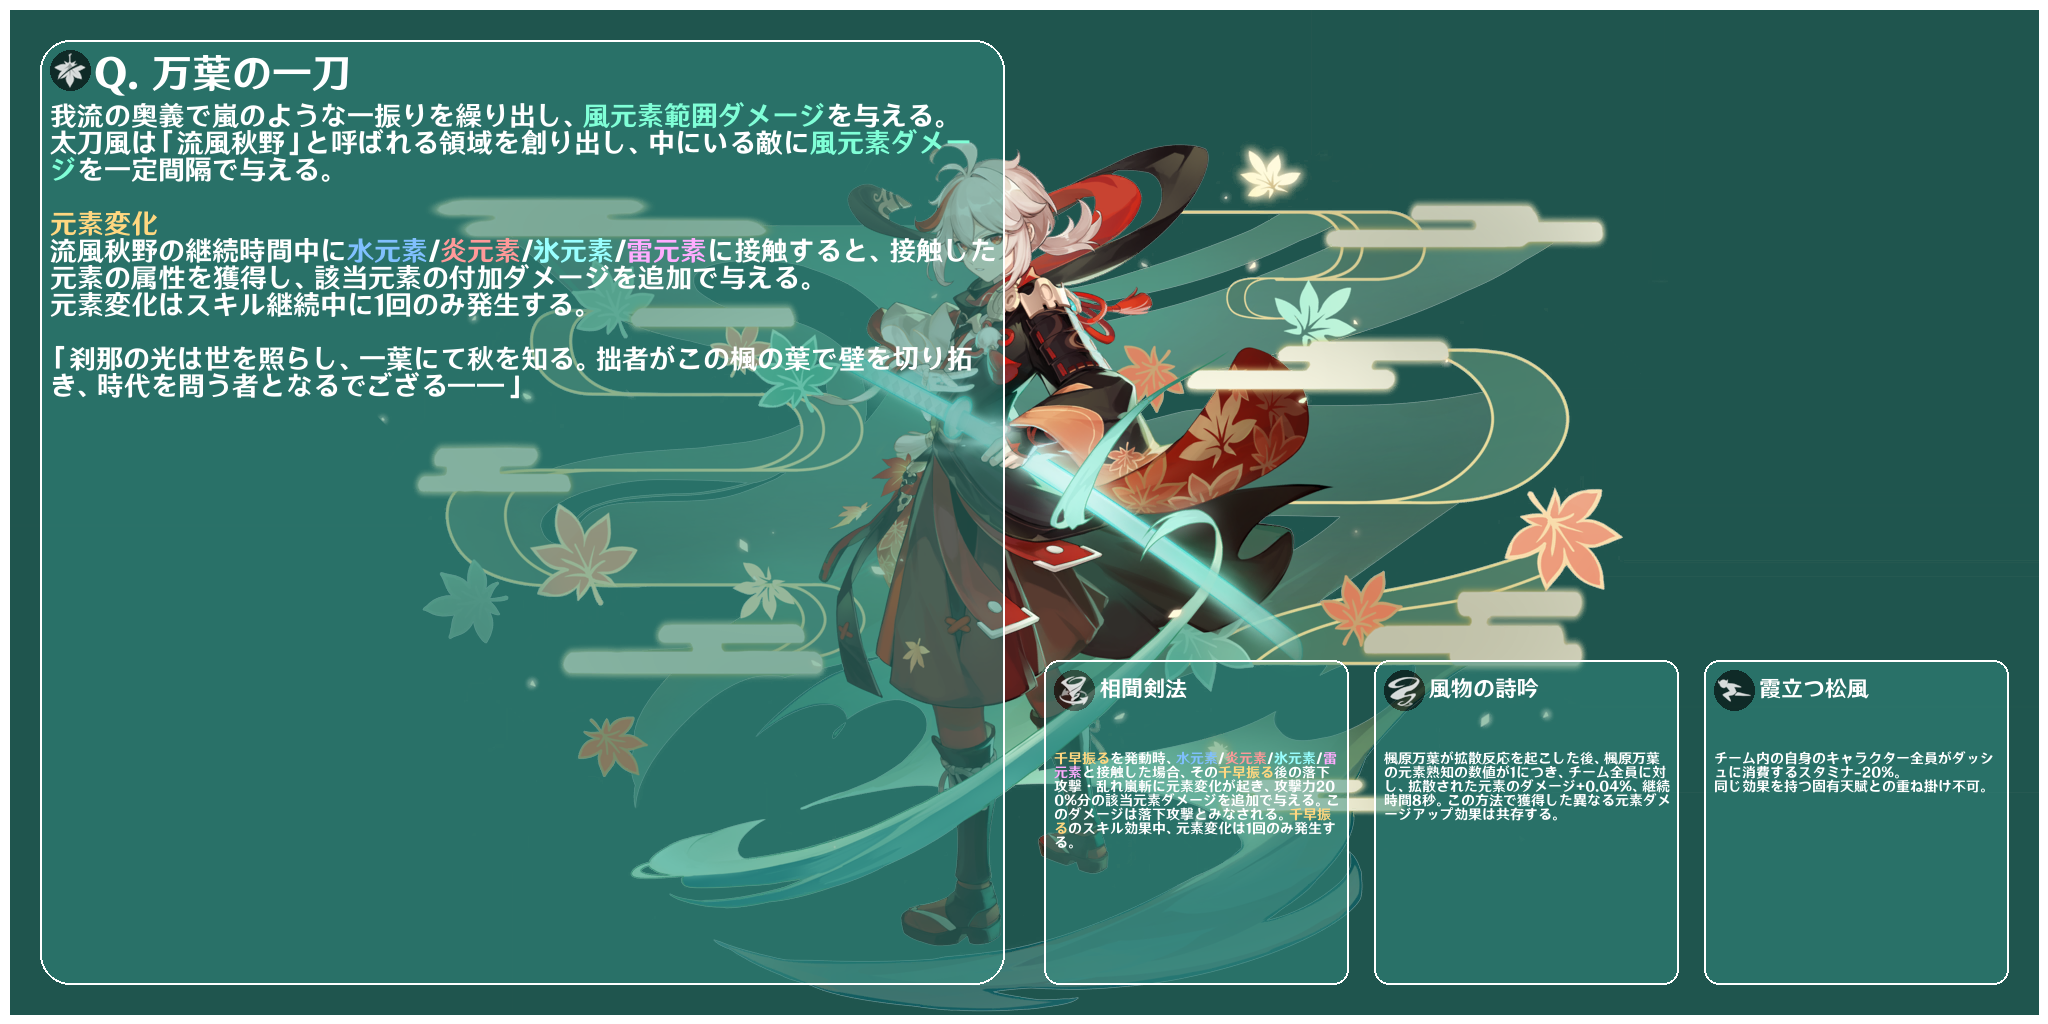 Q. 万葉の一刀
我流の奥義で嵐のような一振りを繰り出し、風元素範囲ダメージを与える。
太刀風は「流風秋野」と呼ばれる領域を創り出し、中にいる敵に風元素ダメー
ジを一定間隔で与える。
元素変化
流風秋野の継続時間中に水元素/炎元素/氷元素/雷元素に接触すると、接触した
元素の属性を獲得し、該当元素の付加ダメージを追加で与える。
元素変化はスキル継続中に1回のみ発生する。
「刹那の光は世を照らし、一葉にて秋を知る。拙者がこの楓の葉で壁を切り拓
き、時代を問う者となるでござる——」
相聞剣法
千早振るを発動時、水元素/炎元素/氷元素/雷
元素と接触した場合、その千早振る後の落下
攻撃・乱れ嵐斬に元素変化が起き、攻撃力20
0%分の該当元素ダメージを追加で与える。こ
のダメージは落下攻撃とみなされる。千早振
るのスキル効果中、元素変化は1回のみ発生す
る。
風物の詩吟
楓原万葉が拡散反応を起こした後、楓原万葉
の元素熟知の数値が1につき、チーム全員に対
し、拡散された元素のダメージ+0.04%、継続
時間8秒。この方法で獲得した異なる元素ダメ
ージアップ効果は共存する。
霞立つ松風
チーム内の自身のキャラクター全員がダッシ
ュに消費するスタミナ-20%。
同じ効果を持つ固有天賦との重ね掛け不可。